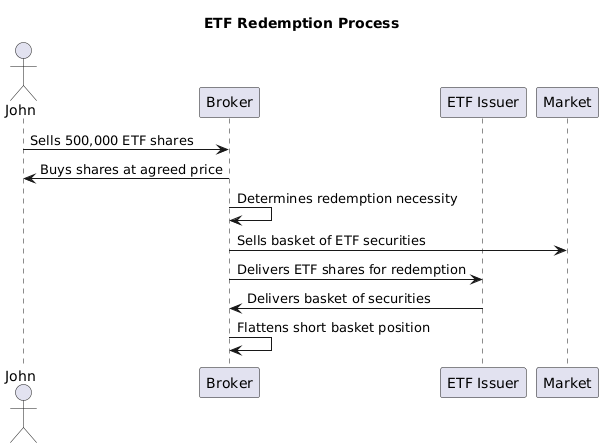 ETF Redemption Process
John
Broker
ETF Issuer
Market
Sells 500,000 ETF shares
Buys shares at agreed price
Determines redemption necessity
Sells basket of ETF securities
Delivers ETF shares for redemption
Delivers basket of securities
Flattens short basket position
John
Broker
ETF Issuer
Market